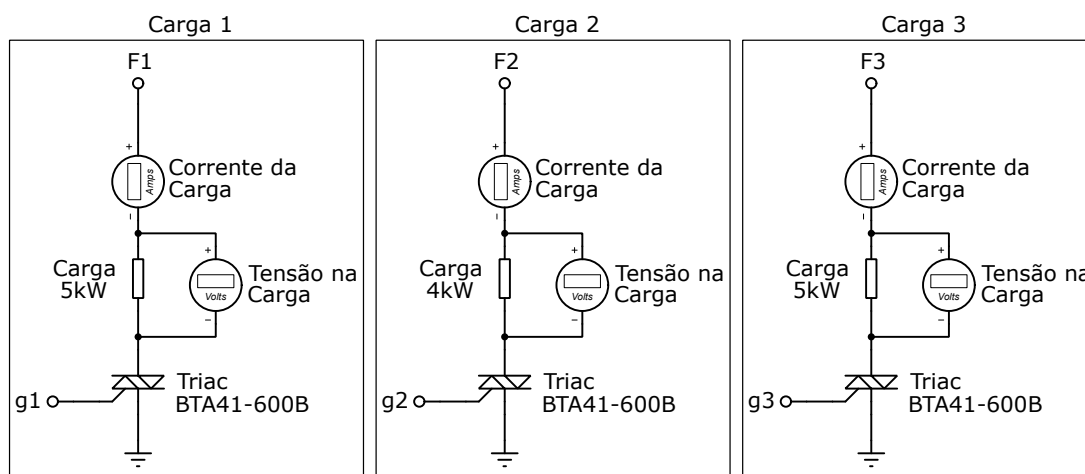 Carga 1
F1
+
Amps
Corrente da
Carga
-
Carga
5kW
+
Volts
-
Tensão na
Carga
g1
Triac
BTA41-600B
Carga 2
F2
+
Amps
Corrente da
Carga
-
Carga
4kW
+
Volts
-
Tensão na
Carga
g2
Triac
BTA41-600B
Carga 3
F3
+
Amps
Corrente da
Carga
-
Carga
5kW
+
Volts
-
Tensão na
Carga
g3
Triac
BTA41-600B